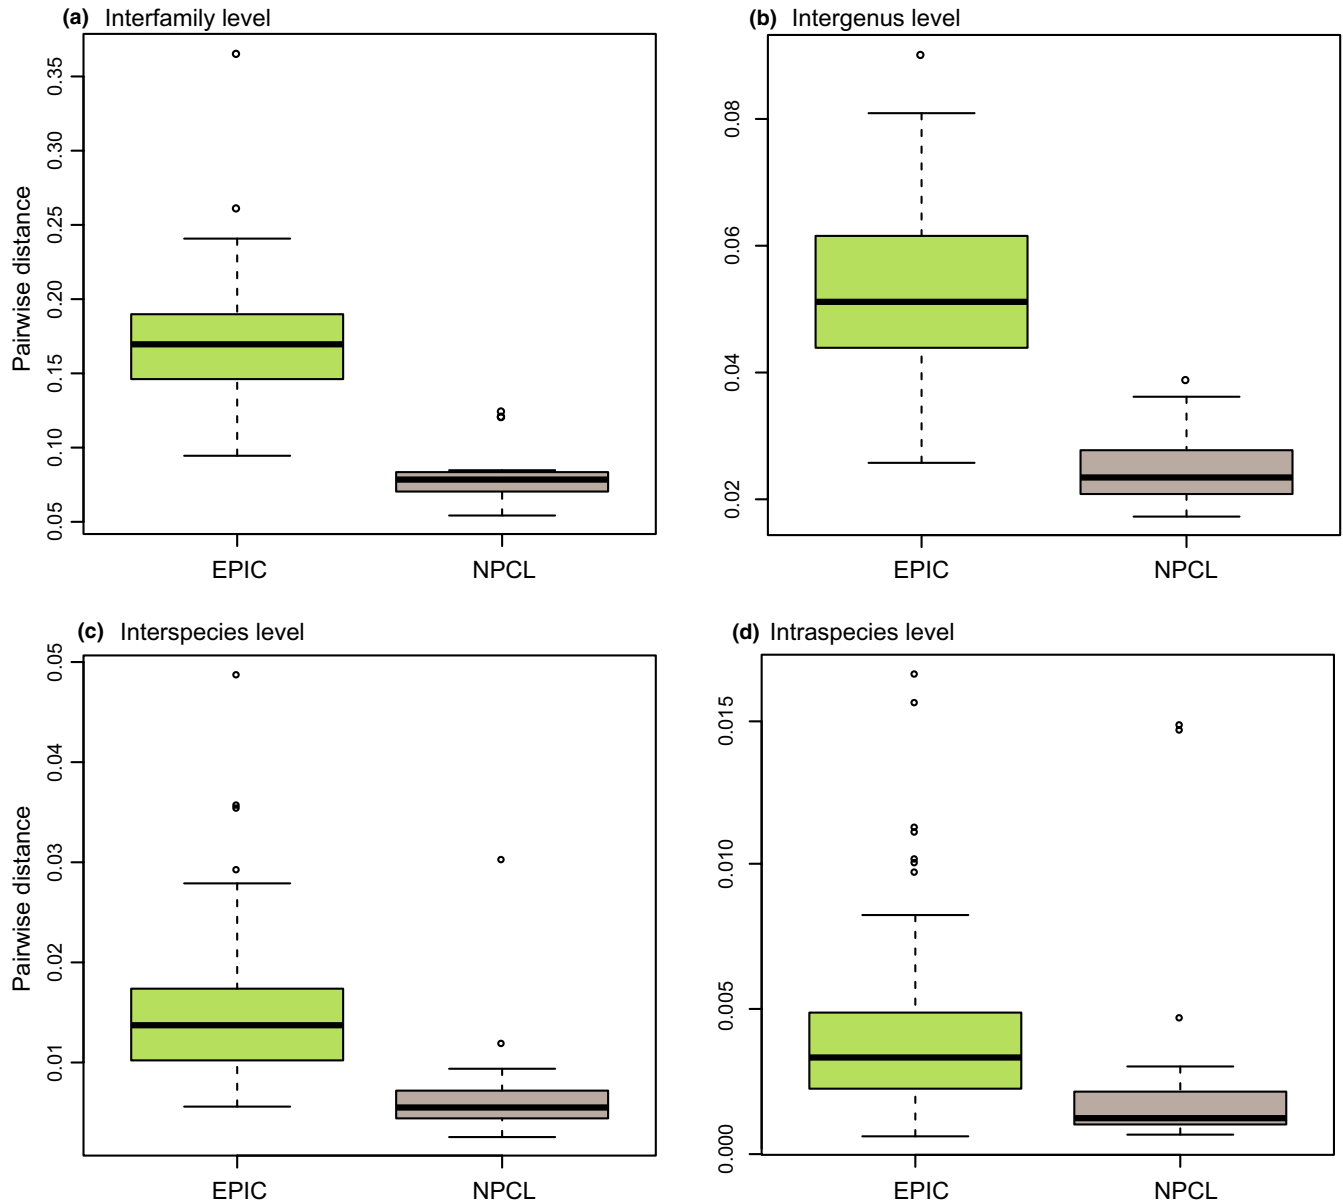 (a) Interfamily level
Pairwise distance
0.35
0.30
0.25
0.20
0.15
0.10
0.05
EPIC
NPCL
(b) Intergenus level
0.08
0.06
0.04
0.02
EPIC
NPCL
(c) Interspecies level
Pairwise distance
0.05
0.04
0.03
0.02
0.01
EPIC
NPCL
(d) Intraspecies level
0.015
0.010
0.005
0.000
EPIC
NPCL